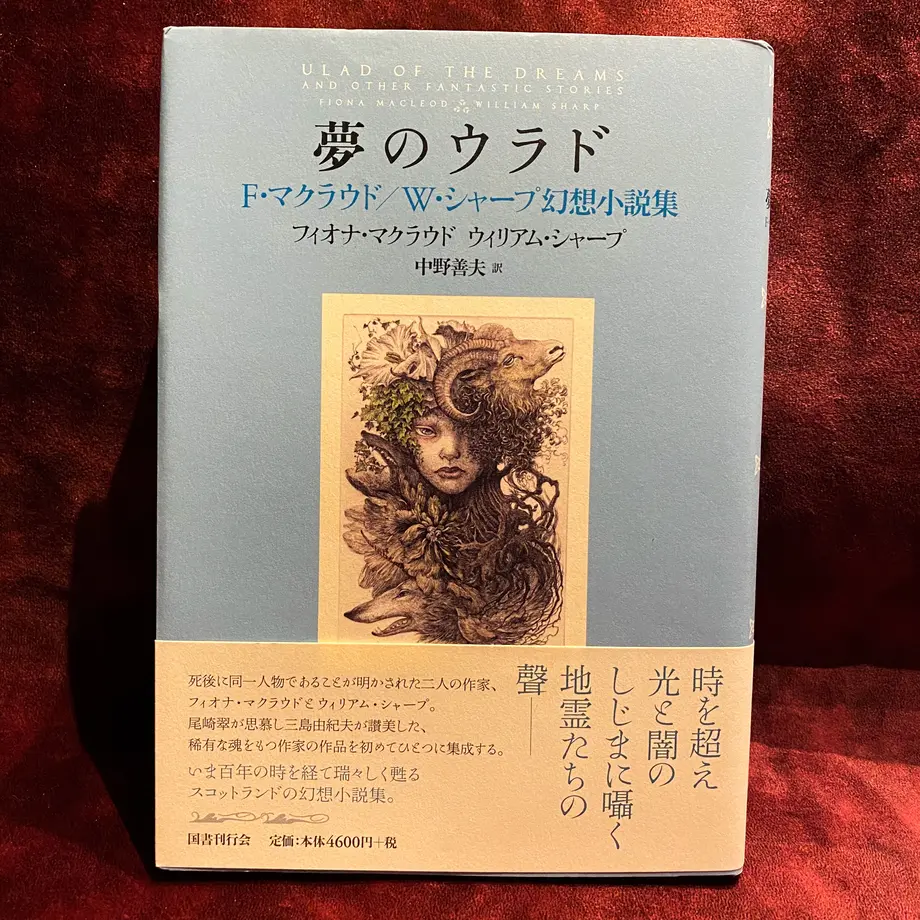 ULAD OF THE DREAMS
AND OTHER FANTASTIC STORIES
FIONA MACLEOD WILLIAM SHARP
夢のウラド
F・マクラウド/W・シャープ幻想小説集
フィオナ・マクラウド ウィリアム・シャープ
中野善夫 訳
時を超え
光と闇の
しじまに囁く
地霊たちの
聲――
死後に同一人物であることが明かされた二人の作家、
フィオナ・マクラウドとウィリアム・シャープ。
尾崎翠が思慕し三島由紀夫が讃美した、
稀有な魂をもつ作家の作品を初めてひとつに集成する。
いま百年の時を経て瑞々しく甦る
スコットランドの幻想小説集。
国書刊行会 定価:本体4600円+税